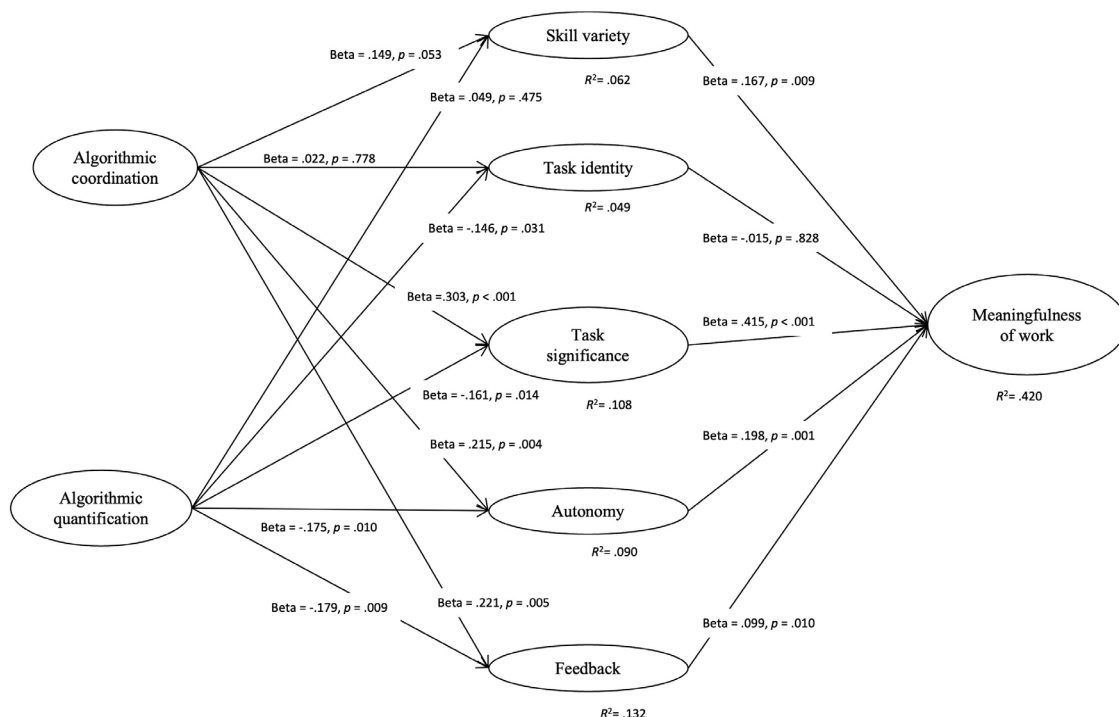 Skill variety
Beta = .149, p = .053
R²= .062
Beta = .167, p = .009
Beta = .049, p = .475
Algorithmic
coordination
Beta = .022, p = .778
Task identity
R²= .049
Beta = -.146, p = .031
Beta = -.015, p = .828
Beta =.303, p < .001
Task
significance
Beta = .415, p < .001
Meaningfulness
of work
R²= .420
Beta = -.161, p = .014
R²= .108
Beta = .215, p = .004
Beta = .198, p = .001
Algorithmic
quantification
Autonomy
Beta = -.175, p = .010
R²= .090
Beta = -.179, p = .009
Beta = .221, p = .005
Beta = .099, p = .010
Feedback
R²= .132